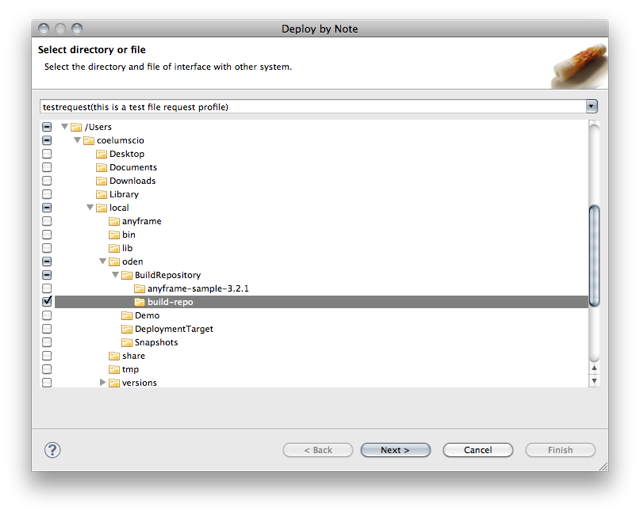 Deploy by Note
Select directory or file
Select the directory and file of interface with other system.
testrequest(this is a test file request profile)
/Users
coelumscio
Desktop
Documents
Downloads
Library
local
anyframe
bin
lib
oden
BuildRepository
anyframe-sample-3.2.1
build-repo
Demo
DeploymentTarget
Snapshots
share
tmp
versions
?
< Back
Next >
Cancel
Finish